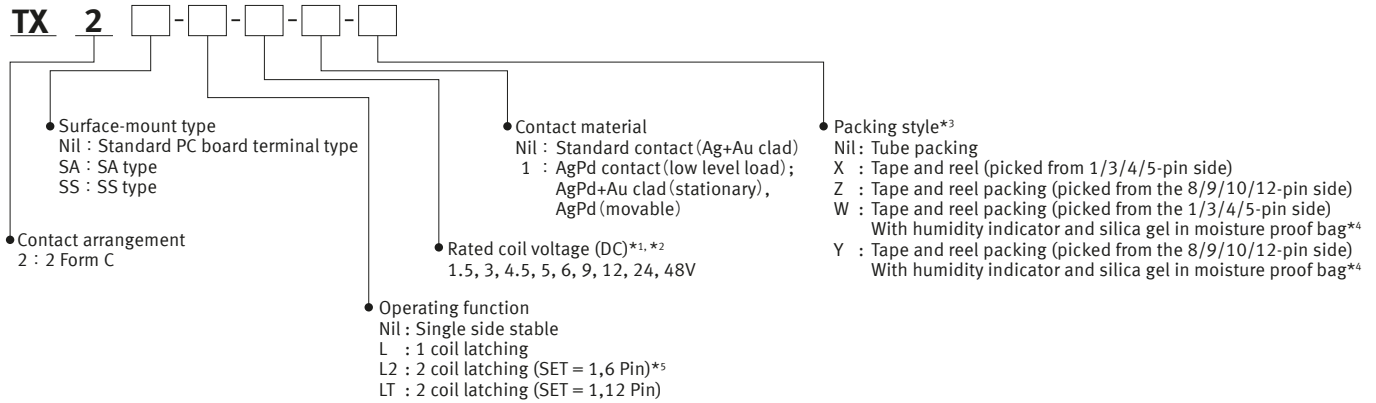 TX 2 - - - -
Surface-mount type
Nil : Standard PC board terminal type
SA : SA type
SS : SS type
Contact arrangement
2 : 2 Form C
Contact material
Nil : Standard contact (Ag+Au clad)
1 : AgPd contact (low level load);
AgPd+Au clad (stationary),
AgPd (movable)
Rated coil voltage (DC)*1, *2
1.5, 3, 4.5, 5, 6, 9, 12, 24, 48V
Operating function
Nil : Single side stable
L : 1 coil latching
L2 : 2 coil latching (SET = 1,6 Pin)*5
LT : 2 coil latching (SET = 1,12 Pin)
Packing style*3
Nil : Tube packing
X : Tape and reel (picked from 1/3/4/5-pin side)
Z : Tape and reel packing (picked from the 8/9/10/12-pin side)
W : Tape and reel packing (picked from the 1/3/4/5-pin side)
With humidity indicator and silica gel in moisture proof bag*4
Y : Tape and reel packing (picked from the 8/9/10/12-pin side)
With humidity indicator and silica gel in moisture proof bag*4